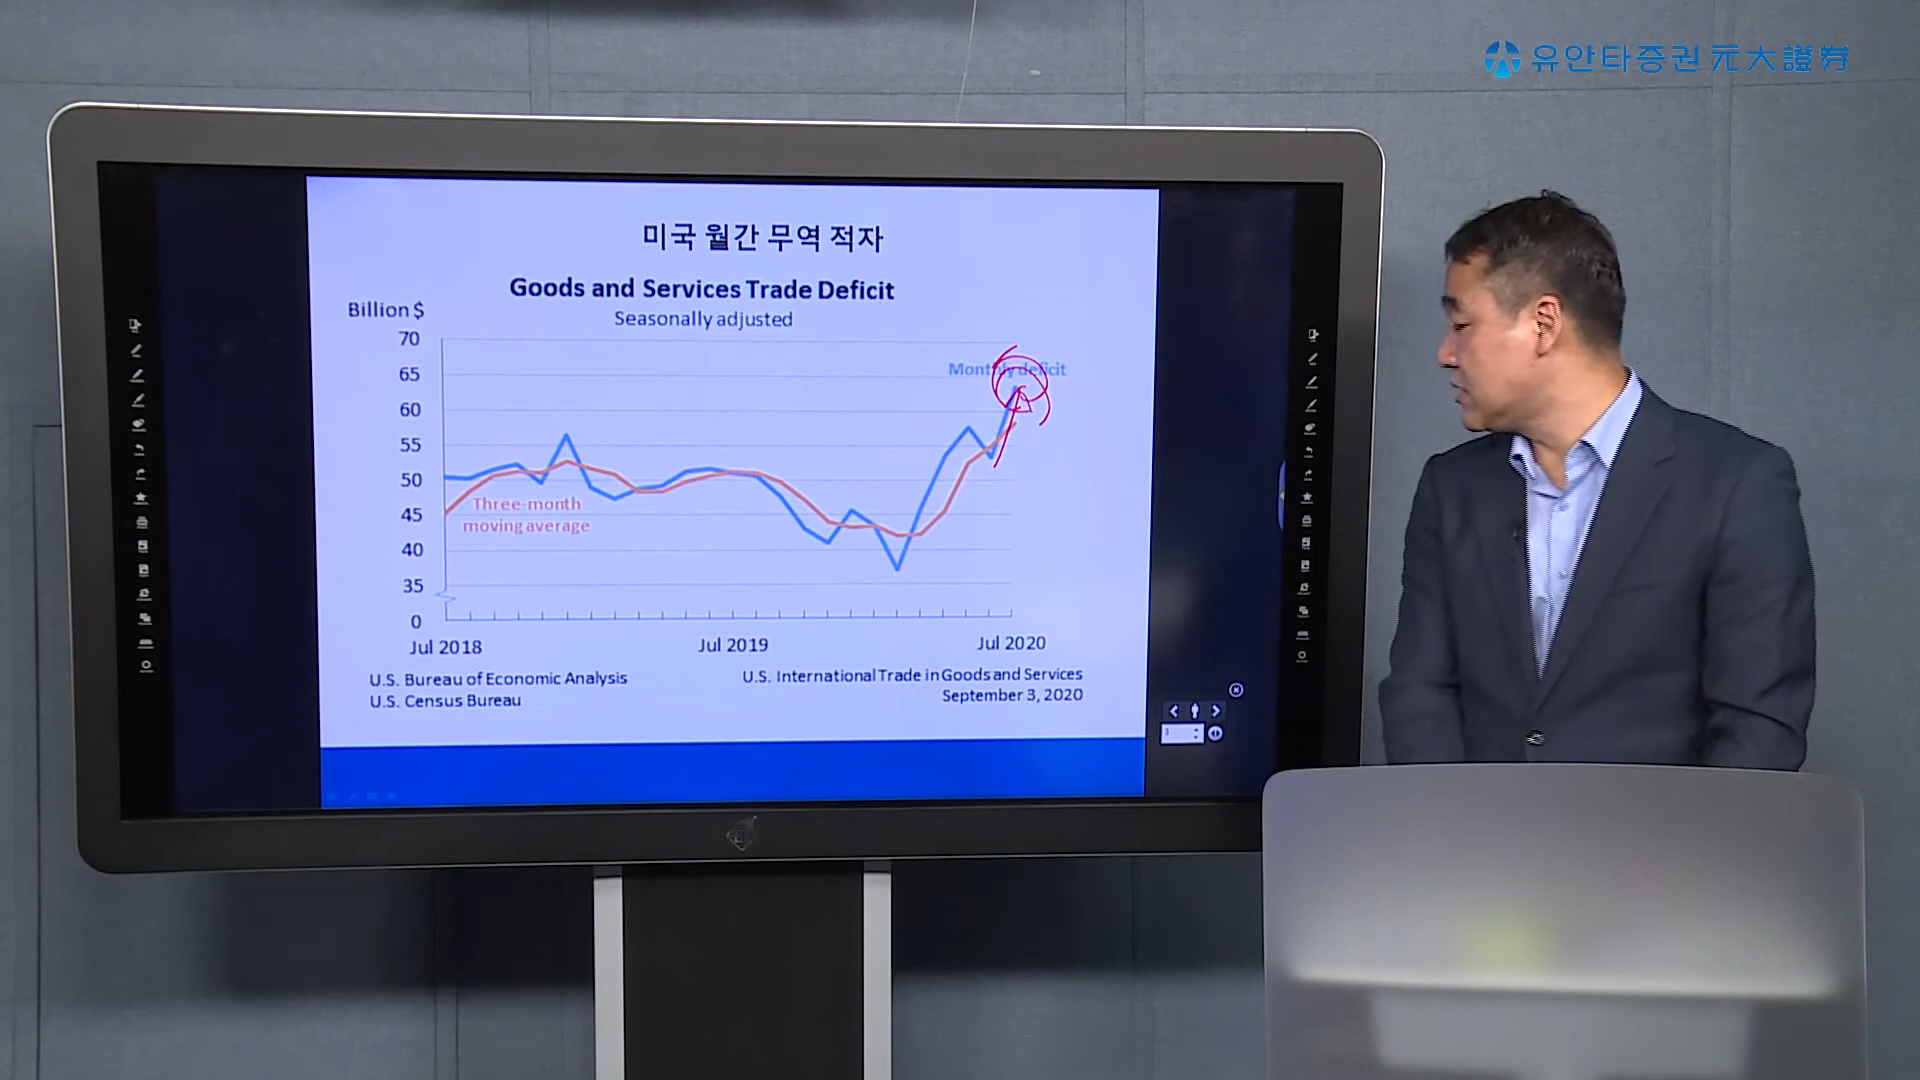 유안타증권 元大證券
미국 월간 무역 적자
Goods and Services Trade Deficit
Billion $
Seasonally adjusted
70
65
60
55
50
45
40
35
0
Monthly deficit
Three-month
moving average
Jul 2018
Jul 2019
Jul 2020
U.S. Bureau of Economic Analysis
U.S. Census Bureau
U.S. International Trade in Goods and Services
September 3, 2020